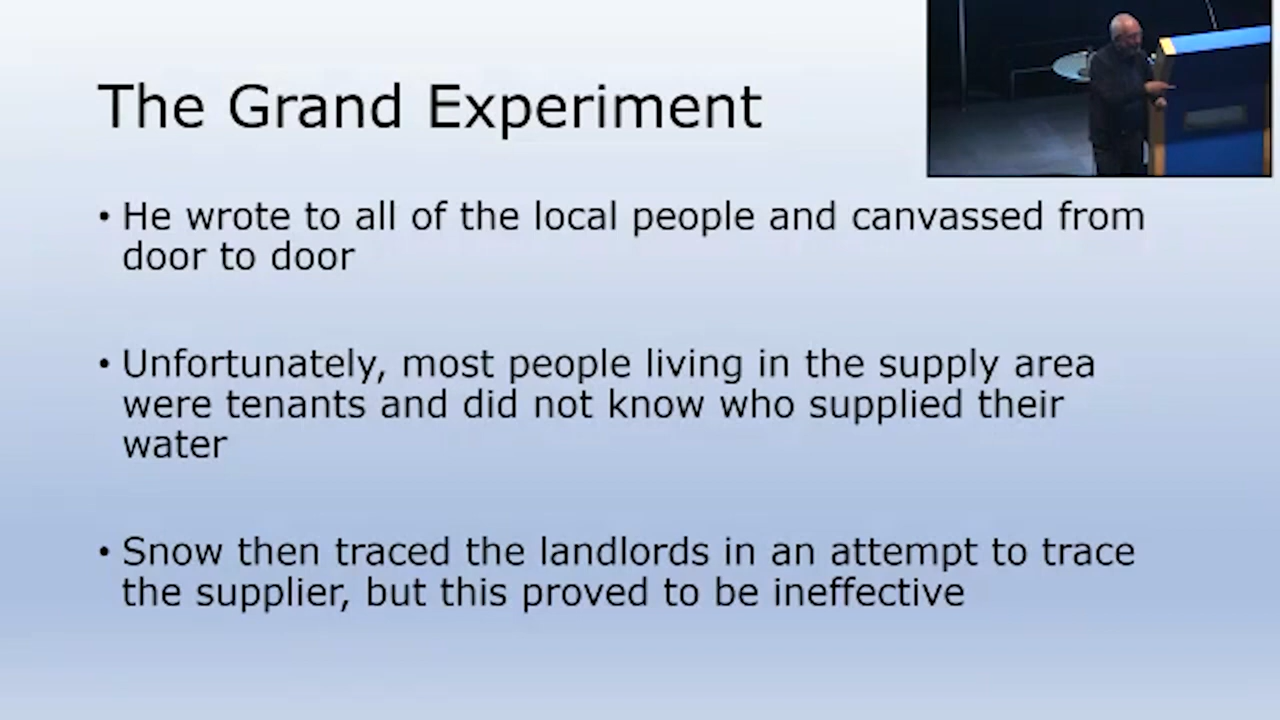 The Grand Experiment
• He wrote to all of the local people and canvassed from
door to door
• Unfortunately, most people living in the supply area
were tenants and did not know who supplied their
water
• Snow then traced the landlords in an attempt to trace
the supplier, but this proved to be ineffective